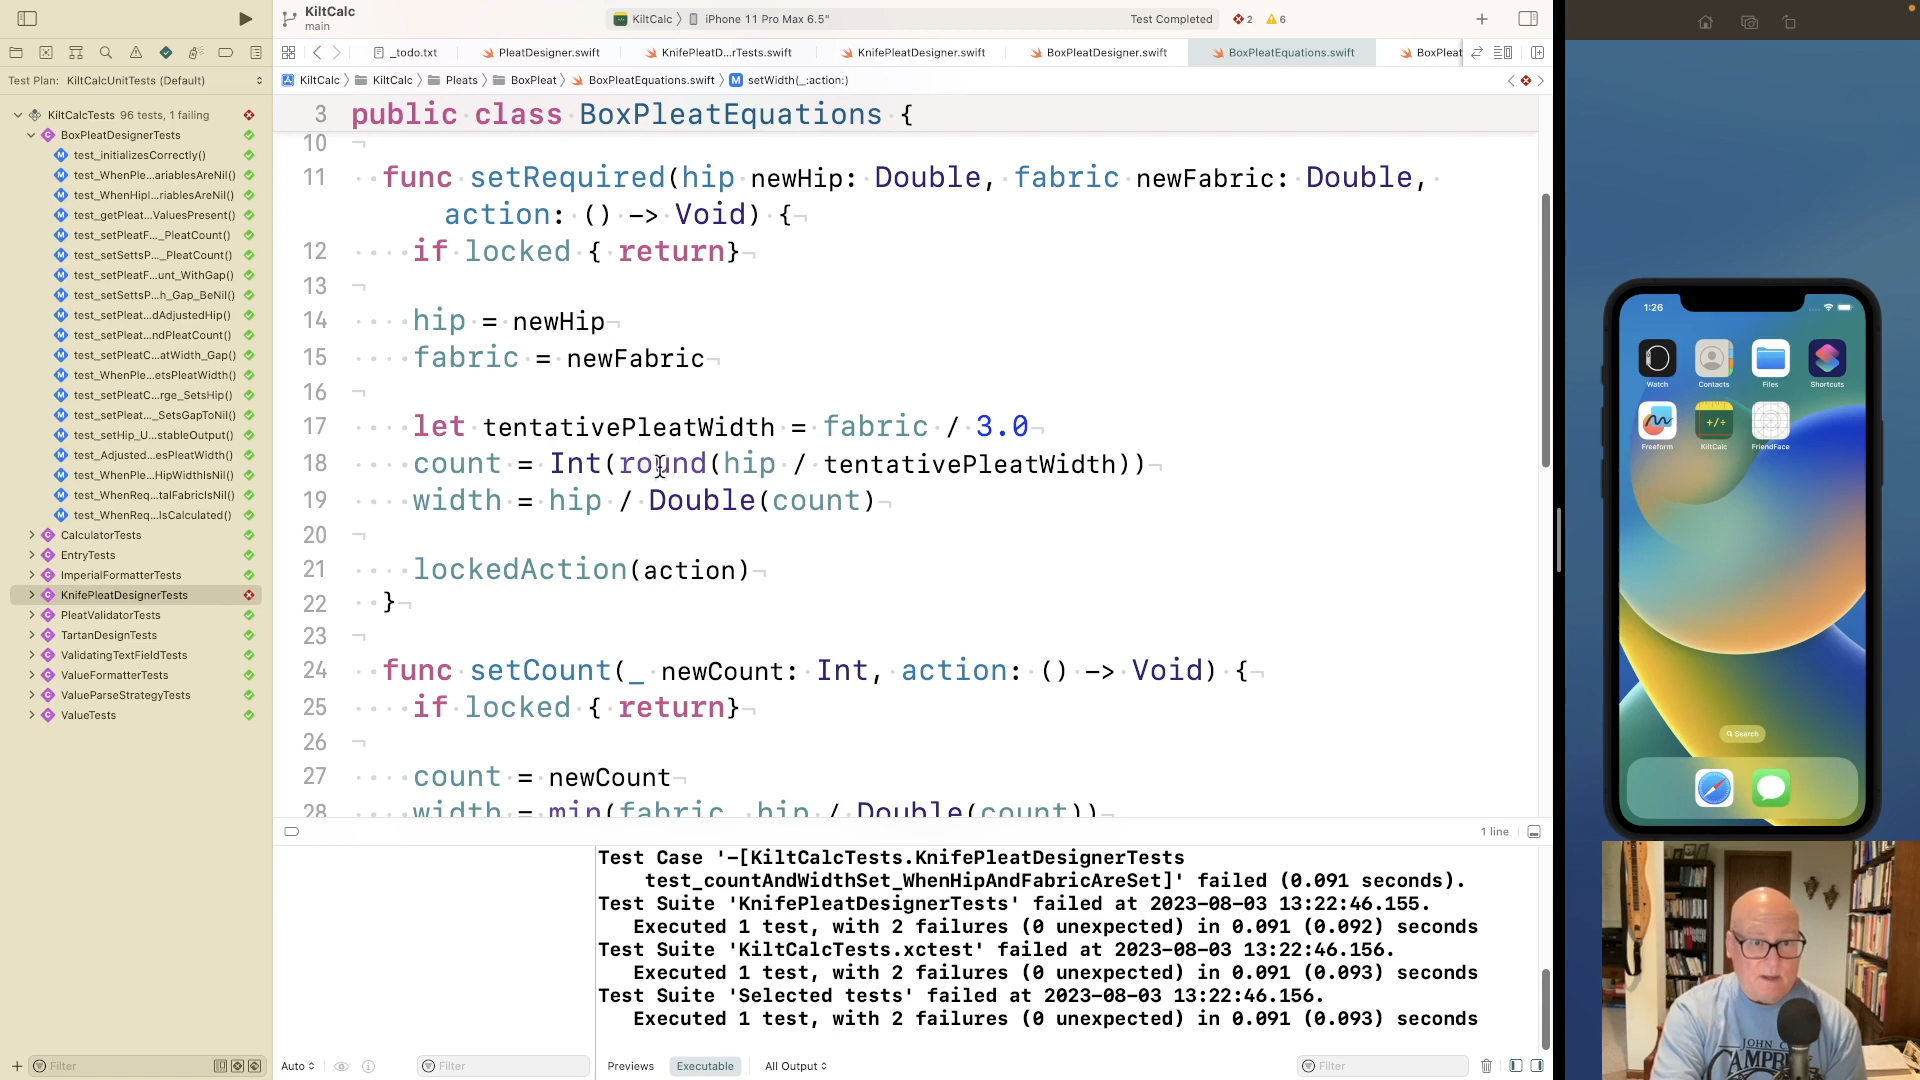 KiltCalc
main
KiltCalc
iPhone 11 Pro Max 6.5"
Test Completed
2
6
_todo.txt
PleatDesigner.swift
KnifePleatD...rTests.swift
KnifePleatDesigner.swift
BoxPleatDesigner.swift
BoxPleatEquations.swift
BoxPleat
Test Plan: KiltCalcUnitTests (Default)
KiltCalc
KiltCalc
Pleats
BoxPleat
BoxPleatEquations.swift
M setWidth(_:action:)
KiltCalcTests 96 tests, 1 failing
C BoxPleatDesignerTests
M test_initializesCorrectly()
M test_WhenPle...ariablesAreNil()
M test_WhenHipI...riablesAreNil()
M test_getPleat...ValuesPresent()
M test_setPleatF..._PleatCount()
M test_setSettsP..._PleatCount()
M test_setPleatF...unt_WithGap()
M test_setSettsP...h_Gap_BeNil()
M test_setPleat...dAdjustedHip()
M test_setPleat...ndPleatCount()
M test_setPleatC...atWidth_Gap()
M test_WhenPle...etsPleatWidth()
M test_setPleatC...rge_SetsHip()
M test_setPleat..._SetsGapToNil()
M test_setHip_U...stableOutput()
M test_Adjusted...esPleatWidth()
M test_WhenPle...HipWidthIsNil()
M test_WhenReq...talFabricIsNil()
M test_WhenReq...IsCalculated()
C CalculatorTests
C EntryTests
C ImperialFormatterTests
C KnifePleatDesignerTests
C PleatValidatorTests
C TartanDesignTests
C ValidatingTextFieldTests
C ValueFormatterTests
C ValueParseStrategyTests
C ValueTests
Filter
3 public class BoxPleatEquations {
10
11 func setRequired(hip newHip: Double, fabric newFabric: Double,
action: () -> Void) {
12 if locked { return}
13
14 hip = newHip
15 fabric = newFabric
16
17 let tentativePleatWidth = fabric / 3.0
18 count = Int(round(hip / tentativePleatWidth))
19 width = hip / Double(count)
20
21 lockedAction(action)
22 }
23
24 func setCount(_ newCount: Int, action: () -> Void) {
25 if locked { return}
26
27 count = newCount
28 width = min(fabric, hip / Double(count))
1 line
Test Case '-[KiltCalcTests.KnifePleatDesignerTests
test_countAndWidthSet_WhenHipAndFabricAreSet]' failed (0.091 seconds).
Test Suite 'KnifePleatDesignerTests' failed at 2023-08-03 13:22:46.155.
Executed 1 test, with 2 failures (0 unexpected) in 0.091 (0.092) seconds
Test Suite 'KiltCalcTests.xctest' failed at 2023-08-03 13:22:46.156.
Executed 1 test, with 2 failures (0 unexpected) in 0.091 (0.093) seconds
Test Suite 'Selected tests' failed at 2023-08-03 13:22:46.156.
Executed 1 test, with 2 failures (0 unexpected) in 0.091 (0.093) seconds
Auto
Filter
Previews
Executable
All Output
Filter
1:26
Watch
Contacts
Files
Shortcuts
+/÷
Freeform
KiltCalc
FriendFace
Search
JOHN C
CAMPB